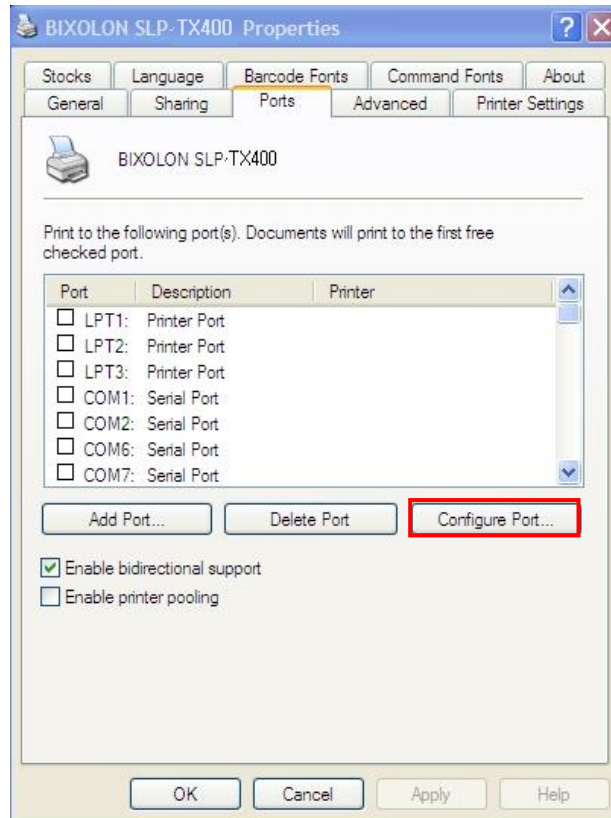 BIXOLON SLP-TX400 Properties
Stocks Language Barcode Fonts Command Fonts About
General Sharing Ports Advanced Printer Settings
BIXOLON SLP-TX400
Print to the following port(s). Documents will print to the first free
checked port.
Port Description Printer
LPT1: Printer Port
LPT2: Printer Port
LPT3: Printer Port
COM1: Serial Port
COM2: Serial Port
COM6: Serial Port
COM7: Serial Port
Add Port... Delete Port Configure Port...
Enable bidirectional support
Enable printer pooling
OK Cancel Apply Help